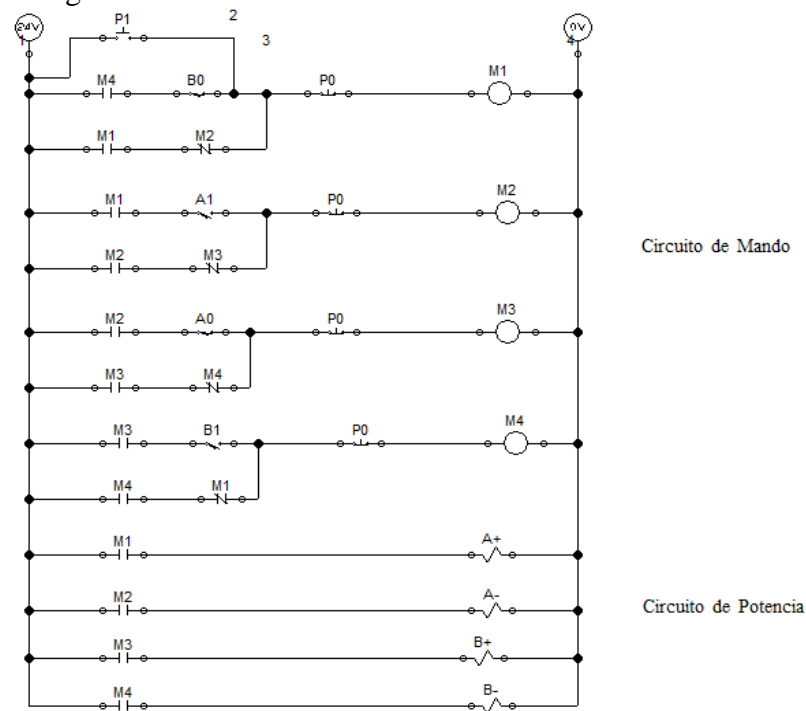 24V
1
P1
2
3
0V
4
M4 B0 P0 M1
M1 M2
M1 A1 P0 M2
M2 M3
Circuito de Mando
M2 A0 P0 M3
M3 M4
M3 B1 P0 M4
M4 M1
M1 A+
M2 A-
Circuito de Potencia
M3 B+
M4 B-